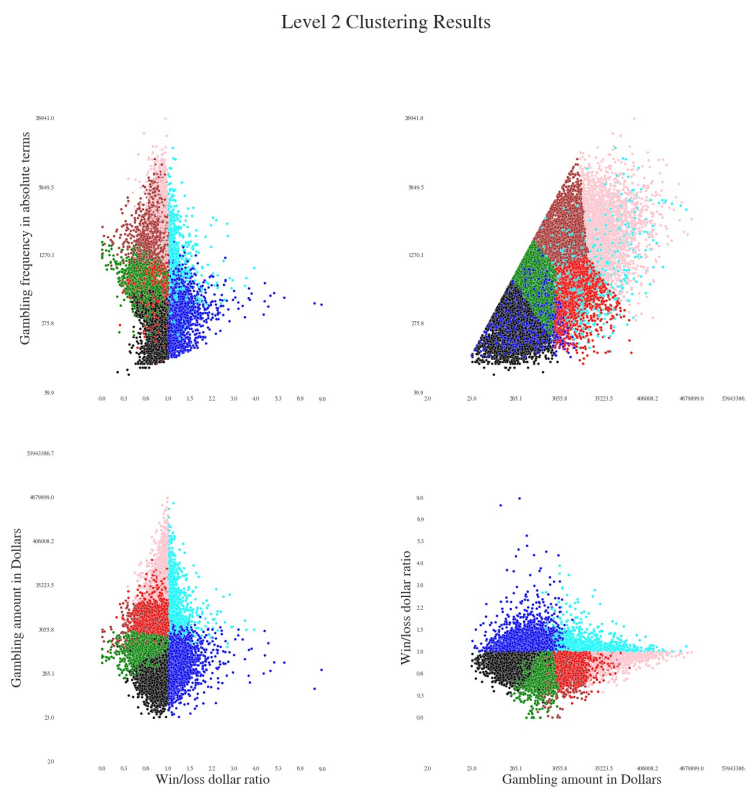 Level 2 Clustering Results
Gambling frequency in absolute terms
26941.0
5849.5
1270.1
275.8
59.9
0.0 0.3 0.6 1.0 1.5 2.2 3.0 4.0 5.3 6.9 9.0
26941.0
5849.5
1270.1
275.8
59.9
2.0 23.0 265.1 3055.8 35223.5 406008.2 4679899.0 53943386.
Gambling amount in Dollars
53943386.7
4679899.0
406008.2
35223.5
3055.8
265.1
23.0
2.0
0.0 0.3 0.6 1.0 1.5 2.2 3.0 4.0 5.3 6.9 9.0
Win/loss dollar ratio
Win/loss dollar ratio
9.0
6.9
5.3
4.0
3.0
2.2
1.5
1.0
0.6
0.3
0.0
2.0 23.0 265.1 3055.8 35223.5 406008.2 4679899.0 53943386.
Gambling amount in Dollars